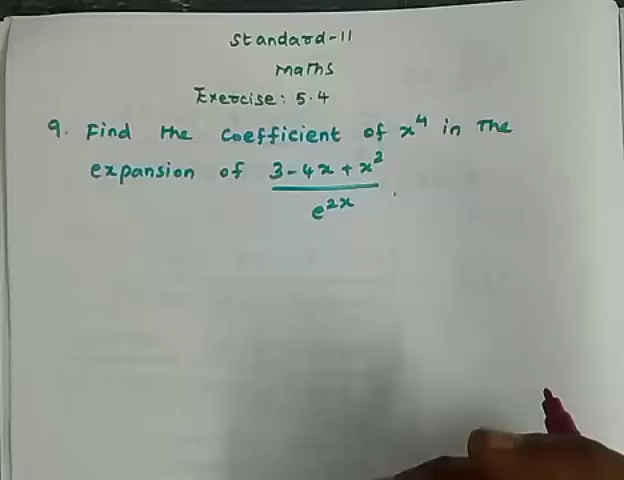 Standard-11
Maths
Exercise: 5.4
9. Find the coefficient of x⁴ in the
expansion of 3-4x+x²
e²ˣ .